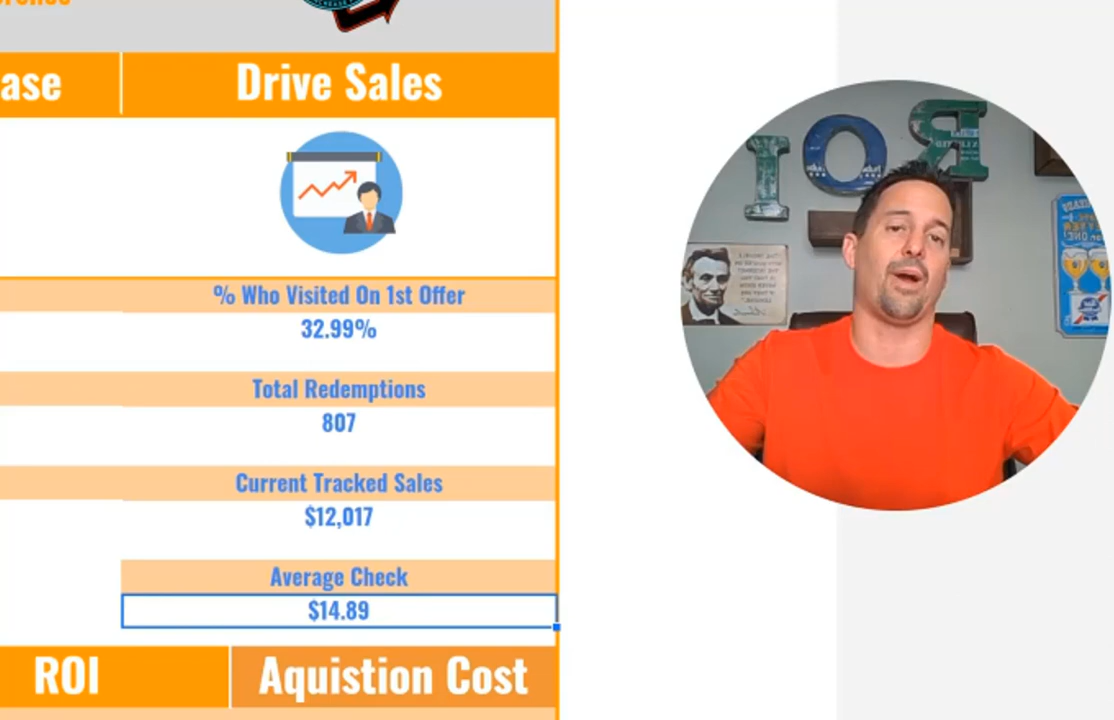 ase
Drive Sales
% Who Visited On 1st Offer
32.99%
Total Redemptions
807
Current Tracked Sales
$12,017
Average Check
$14.89
ROI
Aquistion Cost
ROI